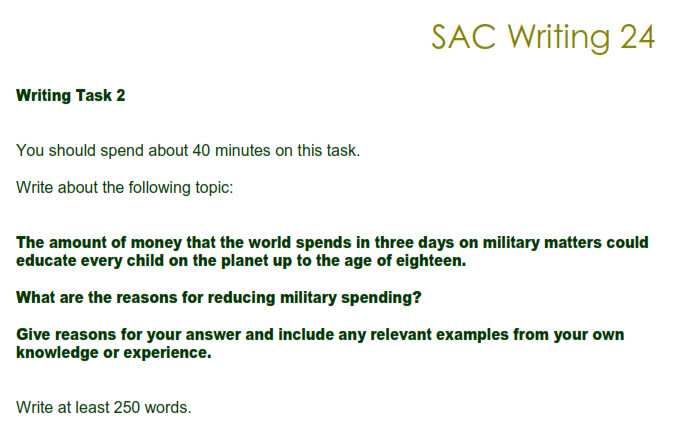 SAC Writing 24
Writing Task 2
You should spend about 40 minutes on this task.
Write about the following topic:
The amount of money that the world spends in three days on military matters could
educate every child on the planet up to the age of eighteen.
What are the reasons for reducing military spending?
Give reasons for your answer and include any relevant examples from your own
knowledge or experience.
Write at least 250 words.